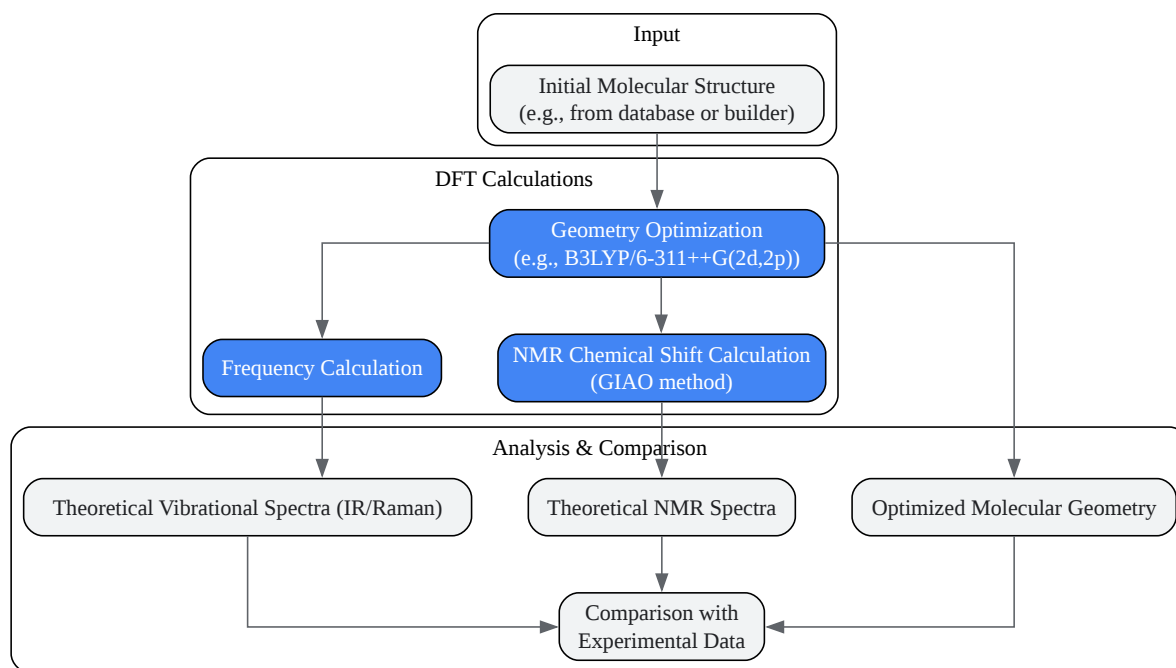 Input
Initial Molecular Structure
(e.g., from database or builder)
DFT Calculations
Geometry Optimization
(e.g., B3LYP/6-311++G(2d,2p))
Frequency Calculation
NMR Chemical Shift Calculation
(GIAO method)
Analysis & Comparison
Theoretical Vibrational Spectra (IR/Raman)
Theoretical NMR Spectra
Optimized Molecular Geometry
Comparison with
Experimental Data